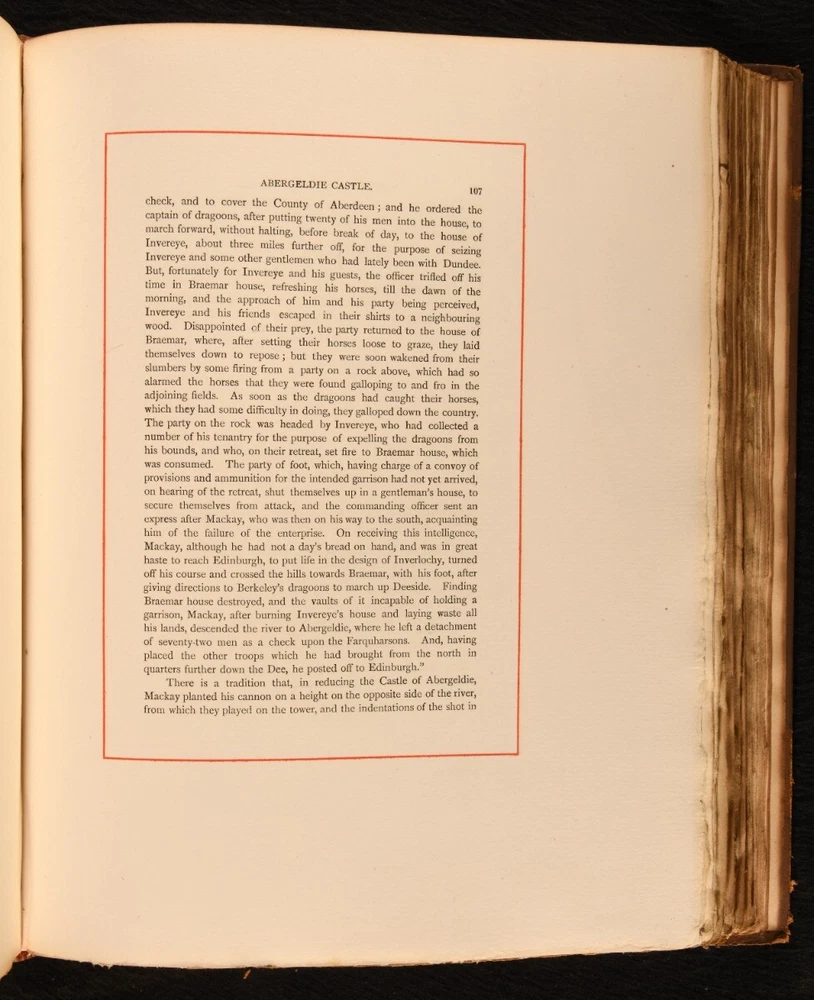 ABERGELDIE CASTLE.
107
check, and to cover the County of Aberdeen ; and he ordered the
captain of dragoons, after putting twenty of his men into the house, to
march forward, without halting, before break of day, to the house of
Invereye, about three miles further off, for the purpose of seizing
Invereye and some other gentlemen who had lately been with Dundee.
But, fortunately for Invereye and his guests, the officer trifled off his
time in Braemar house, refreshing his horses, till the dawn of the
morning, and the approach of him and his party being perceived,
Invereye and his friends escaped in their shirts to a neighbouring
wood. Disappointed of their prey, the party returned to the house of
Braemar, where, after setting their horses loose to graze, they laid
themselves down to repose ; but they were soon wakened from their
slumbers by some firing from a party on a rock above, which had so
alarmed the horses that they were found galloping to and fro in the
adjoining fields. As soon as the dragoons had caught their horses,
which they had some difficulty in doing, they galloped down the country.
The party on the rock was headed by Invereye, who had collected a
number of his tenantry for the purpose of expelling the dragoons from
his bounds, and who, on their retreat, set fire to Braemar house, which
was consumed. The party of foot, which, having charge of a convoy of
provisions and ammunition for the intended garrison had not yet arrived,
on hearing of the retreat, shut themselves up in a gentleman's house, to
secure themselves from attack, and the commanding officer sent an
express after Mackay, who was then on his way to the south, acquainting
him of the failure of the enterprise. On receiving this intelligence,
Mackay, although he had not a day's bread on hand, and was in great
haste to reach Edinburgh, to put life in the design of Inverlochy, turned
off his course and crossed the hills towards Braemar, with his foot, after
giving directions to Berkeley's dragoons to march up Deeside. Finding
Braemar house destroyed, and the vaults of it incapable of holding a
garrison, Mackay, after burning Invereye's house and laying waste all
his lands, descended the river to Abergeldie, where he left a detachment
of seventy-two men as a check upon the Farquharsons. And, having
placed the other troops which he had brought from the north in
quarters further down the Dee, he posted off to Edinburgh."
There is a tradition that, in reducing the Castle of Abergeldie,
Mackay planted his cannon on a height on the opposite side of the river,
from which they played on the tower, and the indentations of the shot in